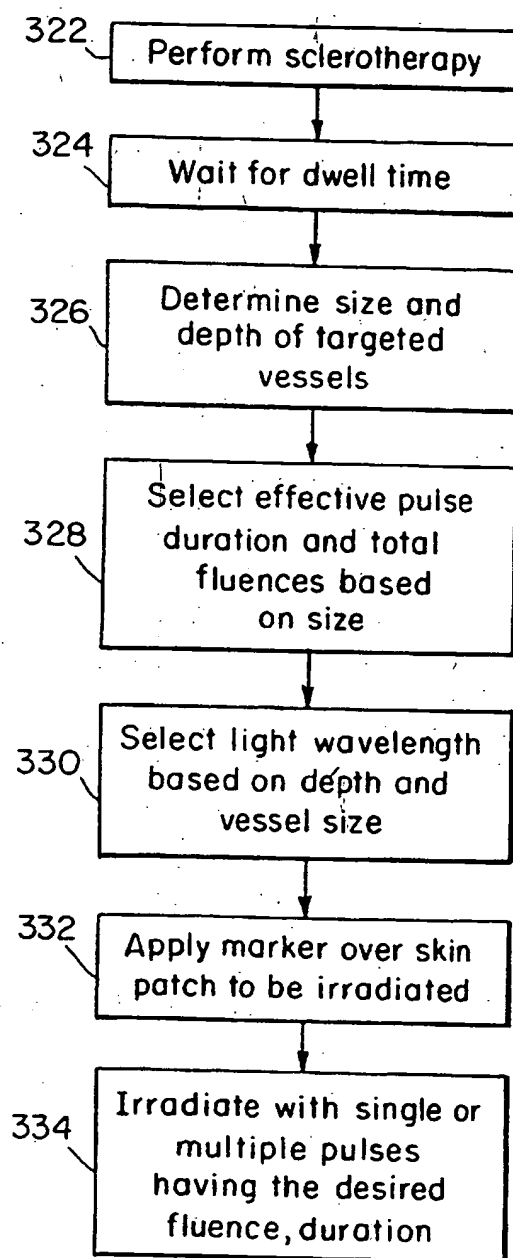 322
Perform sclerotherapy
324
Wait for dwell time
326
Determine size and
depth of targeted
vessels
328
Select effective pulse
duration and total
fluences based
on size
330
Select light wavelength
based on depth and
vessel size
332
Apply marker over skin
patch to be irradiated
334
Irradiate with single or
multiple pulses
having the desired
fluence, duration